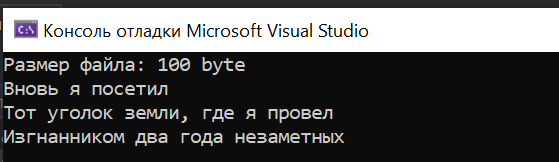 Консоль отладки Microsoft Visual Studio
Размер файла: 100 byte
Вновь я посетил
Тот уголок земли, где я провел
Изгнанником два года незаметных